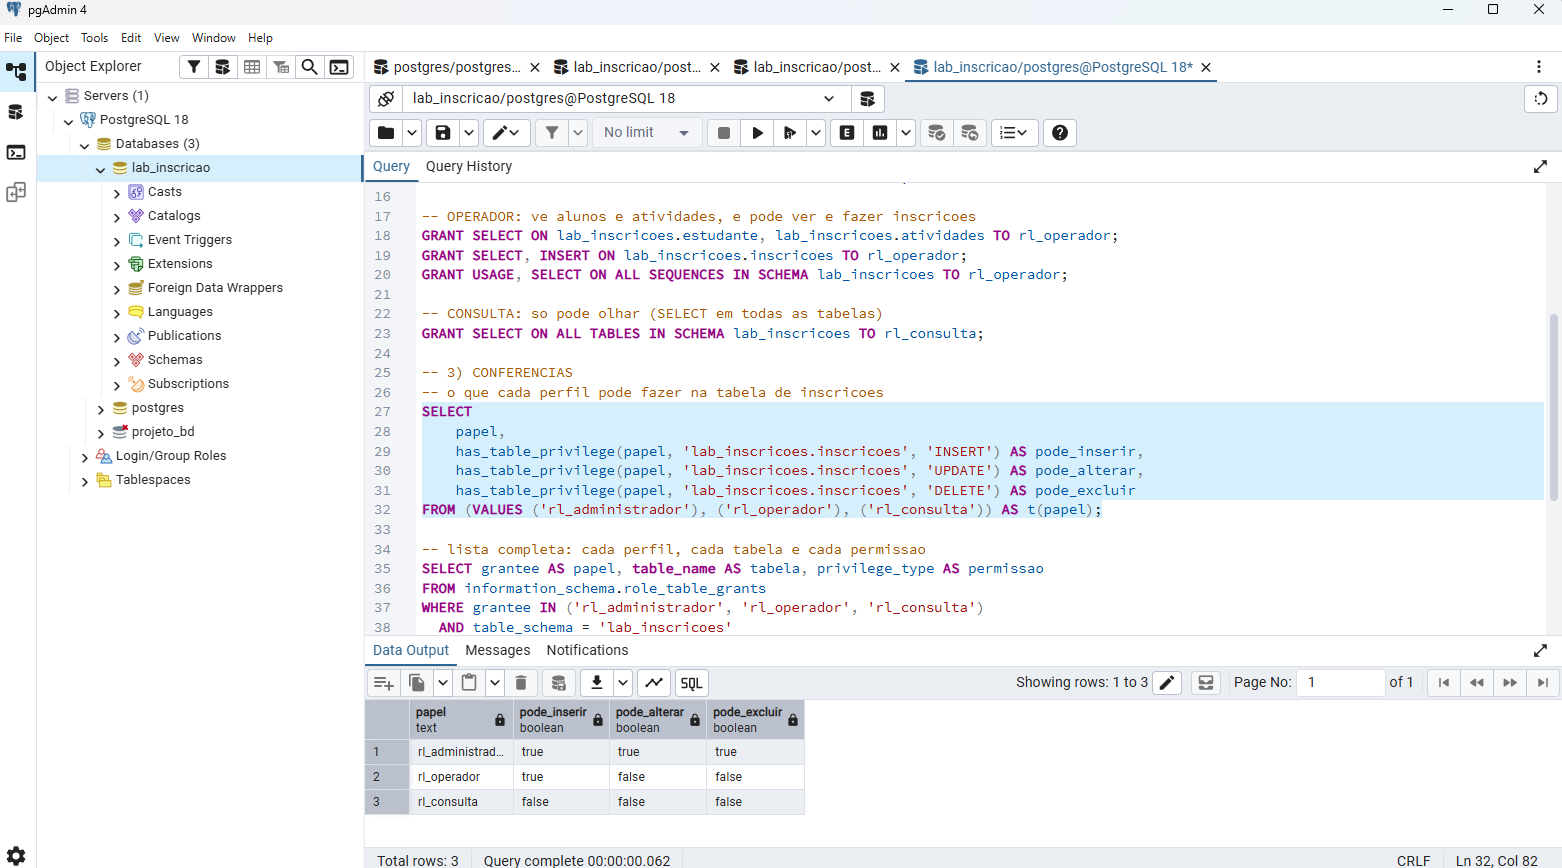 pgAdmin 4
File Object Tools Edit View Window Help
Object Explorer
postgres/postgres...
lab_inscricao/post...
lab_inscricao/post...
lab_inscricao/postgres@PostgreSQL 18*
Servers (1)
PostgreSQL 18
Databases (3)
lab_inscricao
Casts
Catalogs
Event Triggers
Extensions
Foreign Data Wrappers
Languages
Publications
Schemas
Subscriptions
postgres
projeto_bd
Login/Group Roles
Tablespaces
lab_inscricao/postgres@PostgreSQL 18
No limit
E
Query Query History
16
17 -- OPERADOR: ve alunos e atividades, e pode ver e fazer inscricoes
18 GRANT SELECT ON lab_inscricoes.estudante, lab_inscricoes.atividades TO rl_operador;
19 GRANT SELECT, INSERT ON lab_inscricoes.inscricoes TO rl_operador;
20 GRANT USAGE, SELECT ON ALL SEQUENCES IN SCHEMA lab_inscricoes TO rl_operador;
21
22 -- CONSULTA: so pode olhar (SELECT em todas as tabelas)
23 GRANT SELECT ON ALL TABLES IN SCHEMA lab_inscricoes TO rl_consulta;
24
25 -- 3) CONFERENCIAS
26 -- o que cada perfil pode fazer na tabela de inscricoes
27 SELECT
28 papel,
29 has_table_privilege(papel, 'lab_inscricoes.inscricoes', 'INSERT') AS pode_inserir,
30 has_table_privilege(papel, 'lab_inscricoes.inscricoes', 'UPDATE') AS pode_alterar,
31 has_table_privilege(papel, 'lab_inscricoes.inscricoes', 'DELETE') AS pode_excluir
32 FROM (VALUES ('rl_administrador'), ('rl_operador'), ('rl_consulta')) AS t(papel);
33
34 -- lista completa: cada perfil, cada tabela e cada permissao
35 SELECT grantee AS papel, table_name AS tabela, privilege_type AS permissao
36 FROM information_schema.role_table_grants
37 WHERE grantee IN ('rl_administrador', 'rl_operador', 'rl_consulta')
38 AND table_schema = 'lab_inscricoes'
Data Output Messages Notifications
SQL
Showing rows: 1 to 3
Page No: 1 of 1
papel text pode_inserir boolean pode_alterar boolean pode_excluir boolean
1 rl_administrad... true true true
2 rl_operador true false false
3 rl_consulta false false false
Total rows: 3 Query complete 00:00:00.062 CRLF Ln 32, Col 82